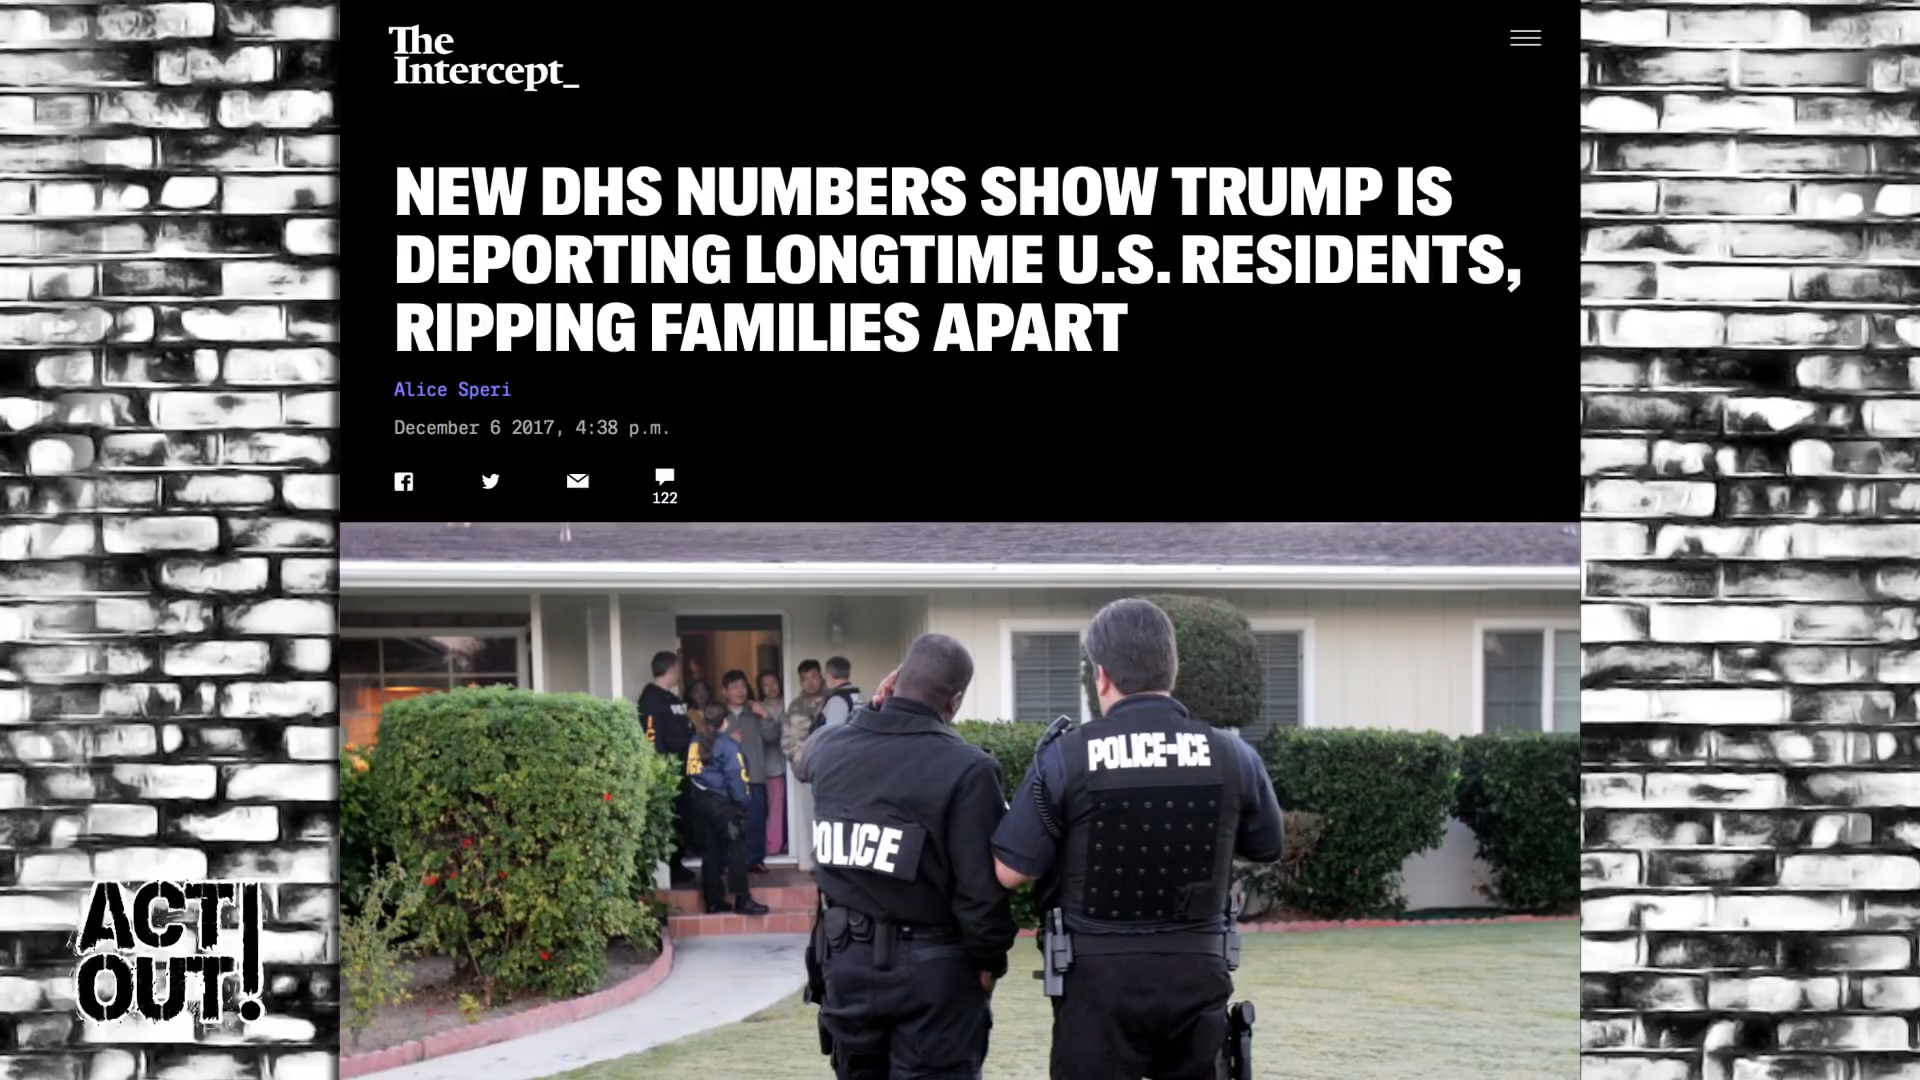 The
Intercept_
NEW DHS NUMBERS SHOW TRUMP IS
DEPORTING LONGTIME U.S. RESIDENTS,
RIPPING FAMILIES APART
Alice Speri
December 6 2017, 4:38 p.m.
122
POLICE-ICE
POLICE
ACT
OUT!